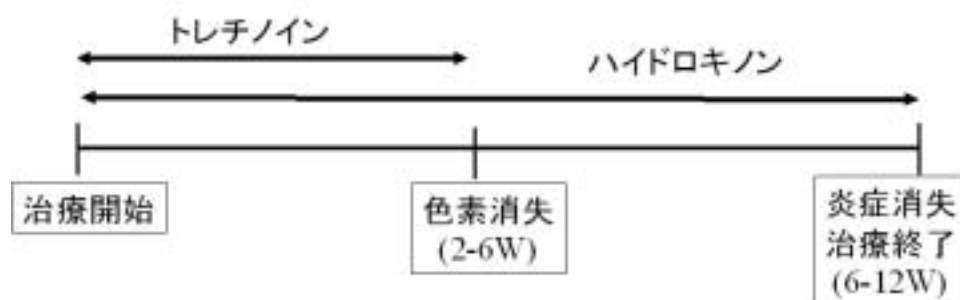 トレチノイン
ハイドロキノン
治療開始
色素消失
(2-6W)
炎症消失
治療終了
(6-12W)